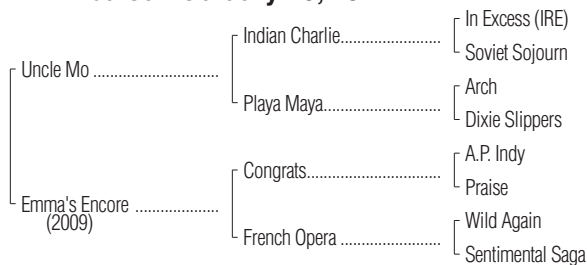 In Excess (IRE)
Indian Charlie
Soviet Sojourn
Uncle Mo
Arch
Playa Maya
Dixie Slippers
A.P. Indy
Congrats
Praise
Emma's Encore
(2009)
Wild Again
French Opera
Sentimental Saga